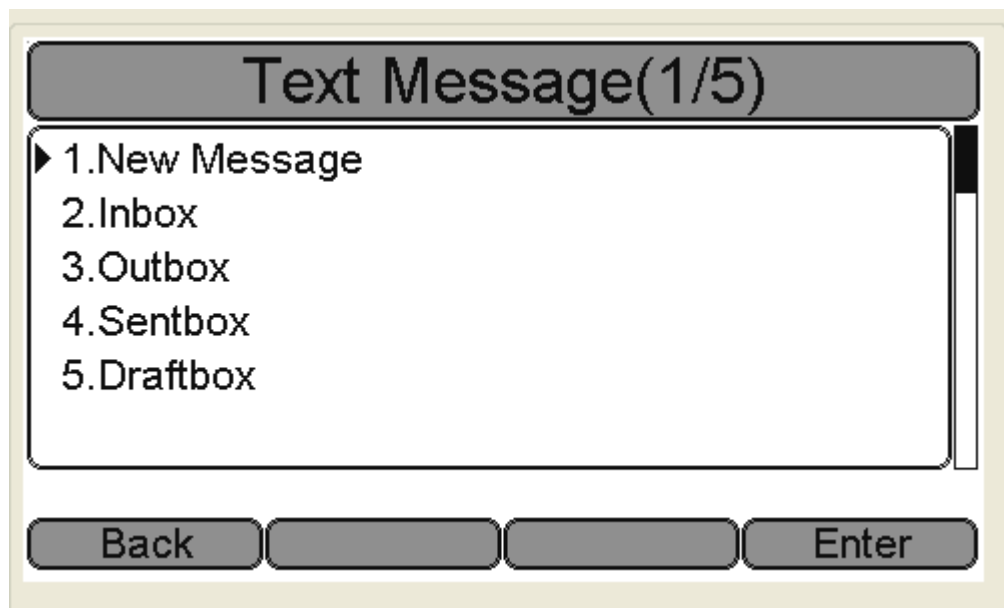 Text Message(1/5)
1.New Message
2.Inbox
3.Outbox
4.Sentbox
5.Draftbox
Back Enter